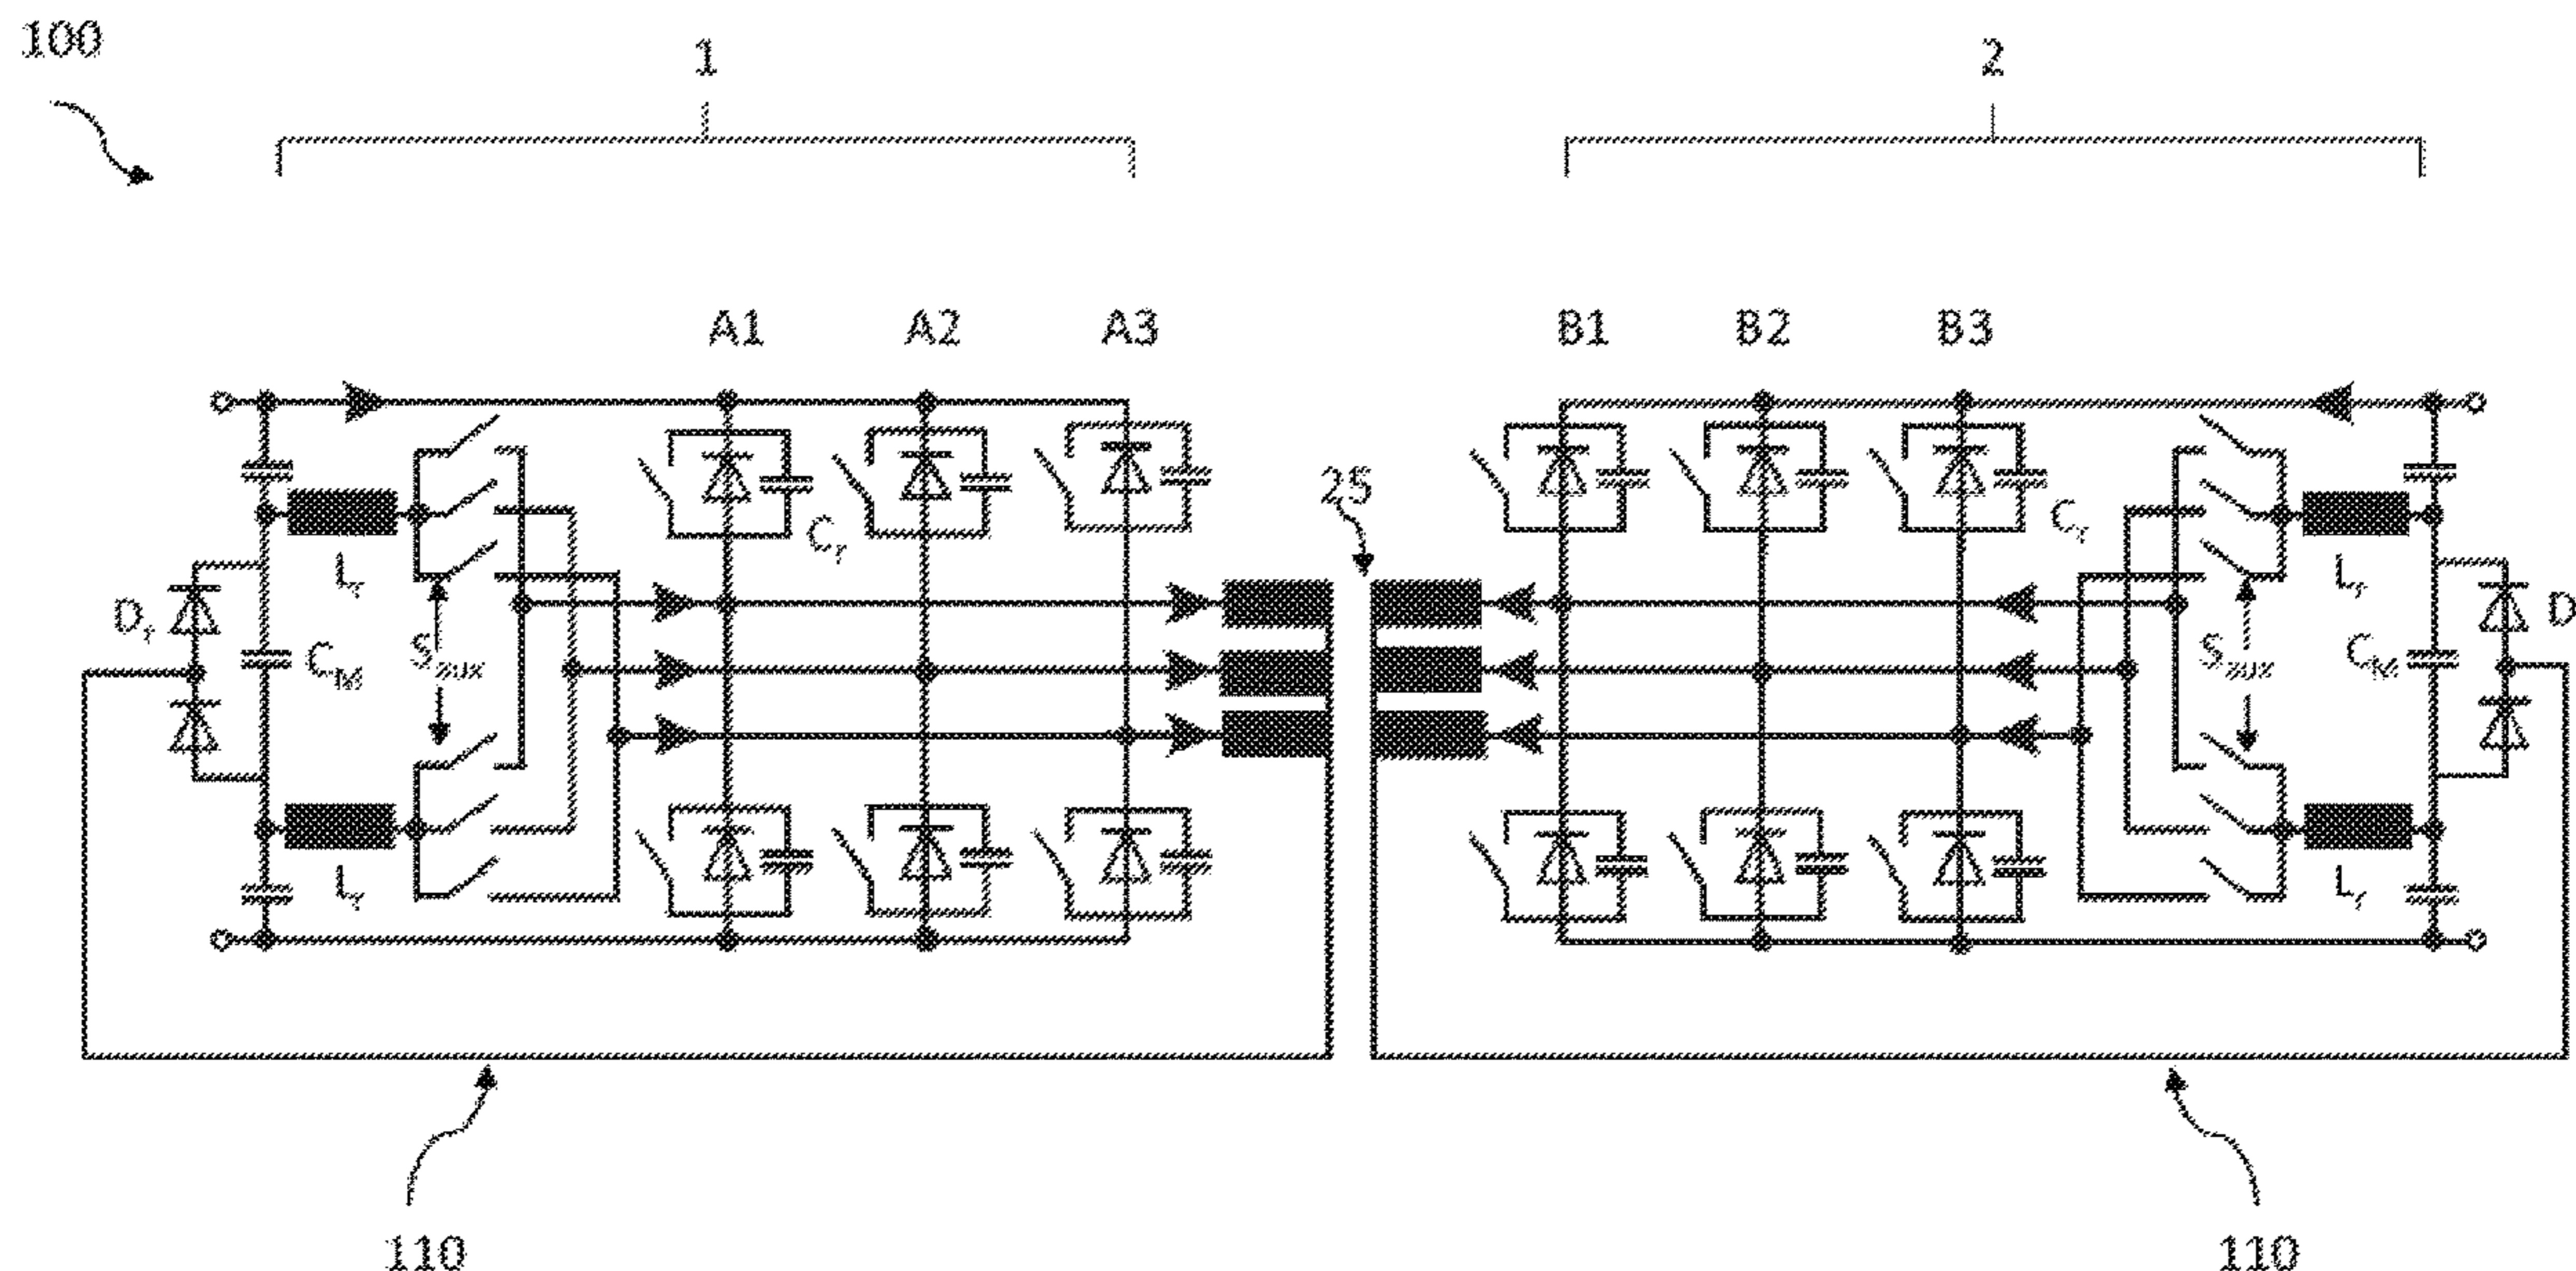 100
1
2
A1 A2 A3 B1 B2 B3
25
Cr Cr
Lr Lr
Dr D
CM Saux Saux CM
Lr Lr
110 110